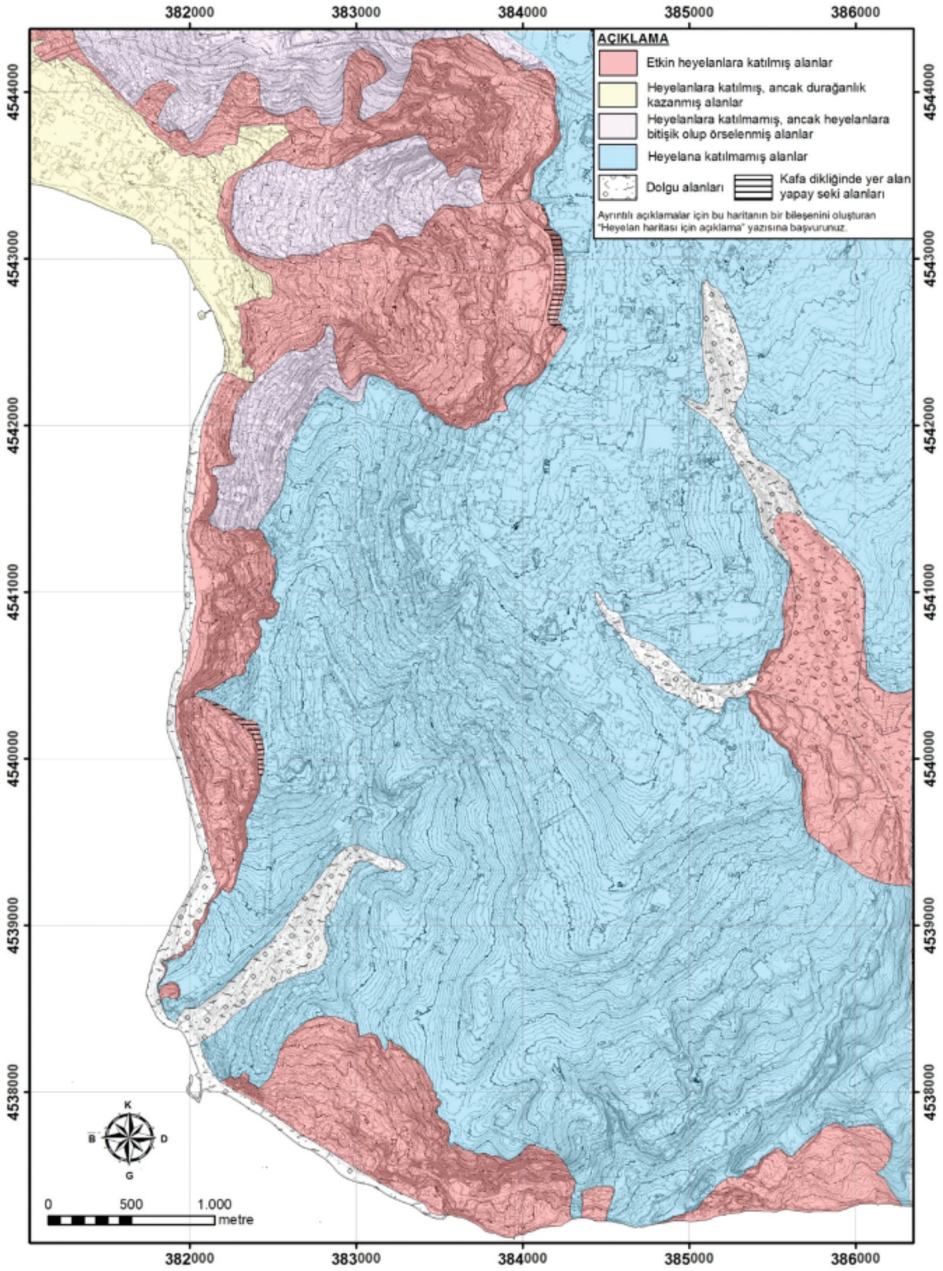 382000 383000 384000 385000 386000
AÇIKLAMA
Etkin heyelanlara katılmış alanlar
Heyelanlara katılmış, ancak durağanlık
kazanmış alanlar
Heyelanlara katılmamış, ancak heyelanlara
bitişik olup örselenmiş alanlar
Heyelana katılmamış alanlar
Dolgu alanları
Kafa dikliğinde yer alan
yapay seki alanları
Ayrıntılı açıklamalar için bu haritanın bir bileşenini oluşturan
"Heyelan haritası için açıklama" yazısına başvurunuz.
4544000
4543000
4542000
4541000
4540000
4539000
4538000
4544000
4543000
4542000
4541000
4540000
4539000
4538000
K
B D
G
0 500 1.000
metre
382000 383000 384000 385000 386000